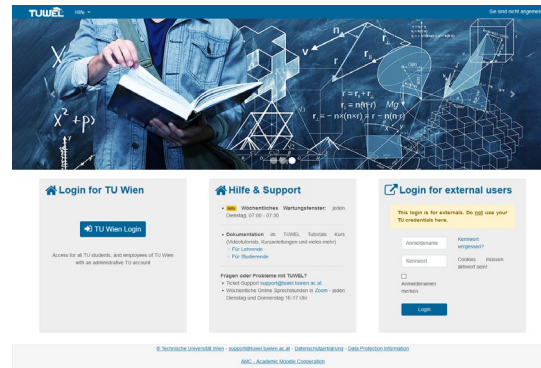 TUWEL Hilfe
Sie sind nicht angemel
X² +p>
n
v
r
r = r∥ + r⊥
r∥ = n(n·r) Mg
r⊥ = − n×(n×r) = r − n(n·r)
Login for TU Wien
TU Wien Login
Access for all TU students, and employees of TU Wien
with an administrative TU account
Hilfe & Support
Wöchentliches Wartungsfenster: jeden
Dienstag, 07:00 - 07:30
Dokumentation im TUWEL Tutorials Kurs
(Videotutorials, Kurzanleitungen und vieles mehr)
Für Lehrende
Für Studierende
Fragen oder Probleme mit TUWEL?
Ticket-Support support@tuwel.tuwien.ac.at
Wöchentliche Online-Sprechstunden in Zoom - jeden
Dienstag und Donnerstag 16-17 Uhr
Login for external users
This login is for externals. Do not use your
TU credentials here.
Anmeldename
Kennwort
vergessen?
Kennwort
Cookies müssen
aktiviert sein!
Anmeldenamen
merken
Login
© Technische Universität Wien - support@tuwel.tuwien.ac.at - Datenschutzerklärung - Data Protection Information
AMC - Academic Moodle Cooperation